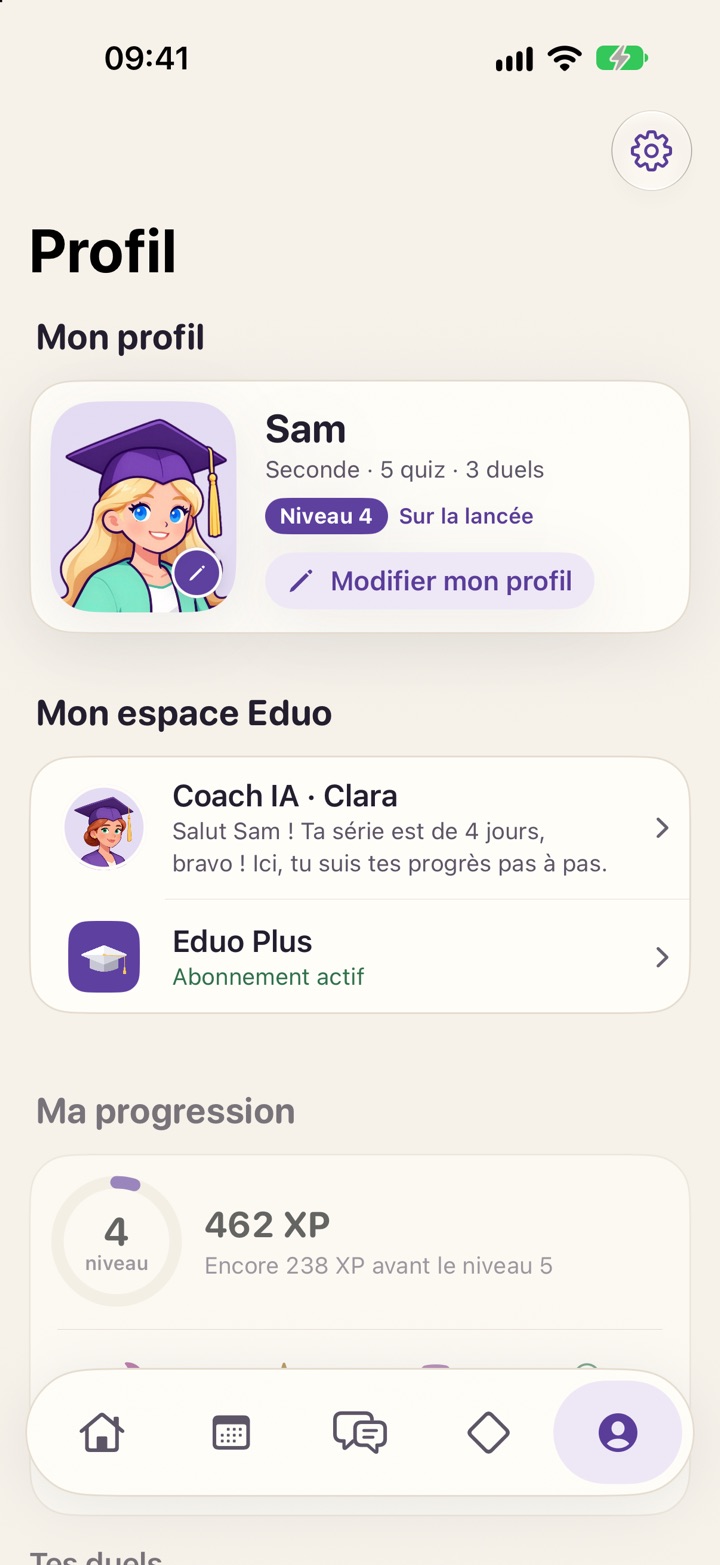 09:41
Profil
Mon profil
Sam
Seconde · 5 quiz · 3 duels
Niveau 4 Sur la lancée
Modifier mon profil
Mon espace Eduo
Coach IA · Clara
Salut Sam ! Ta série est de 4 jours,
bravo ! Ici, tu suis tes progrès pas à pas.
Eduo Plus
Abonnement actif
Ma progression
4
niveau
462 XP
Encore 238 XP avant le niveau 5
Tes duels